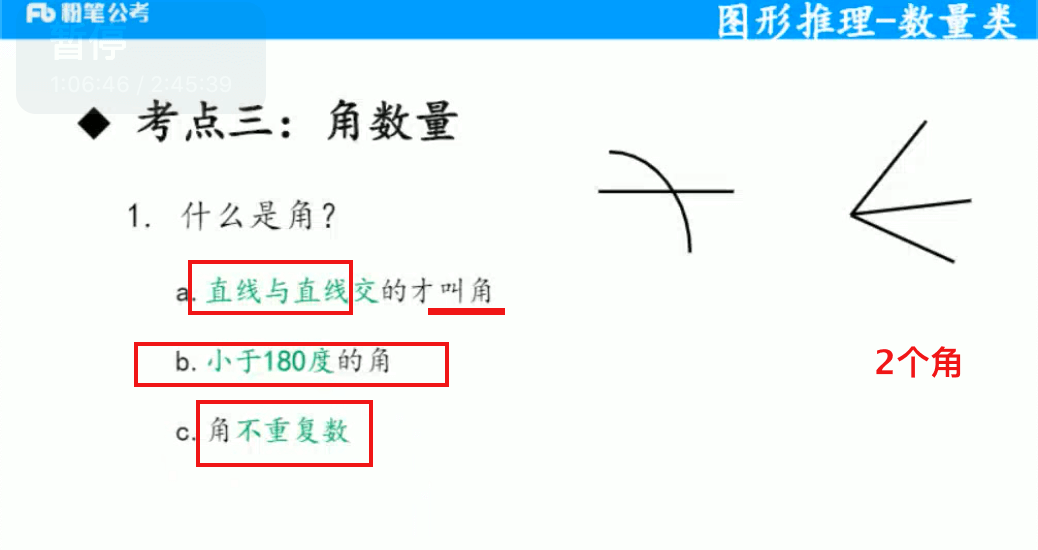 粉笔公考
图形推理-数量类
暂停
1:06:46 / 2:45:39
◆ 考点三：角数量
1. 什么是角？
a. 直线与直线交的才叫角
b. 小于180度的角
c. 角不重复数
2个角